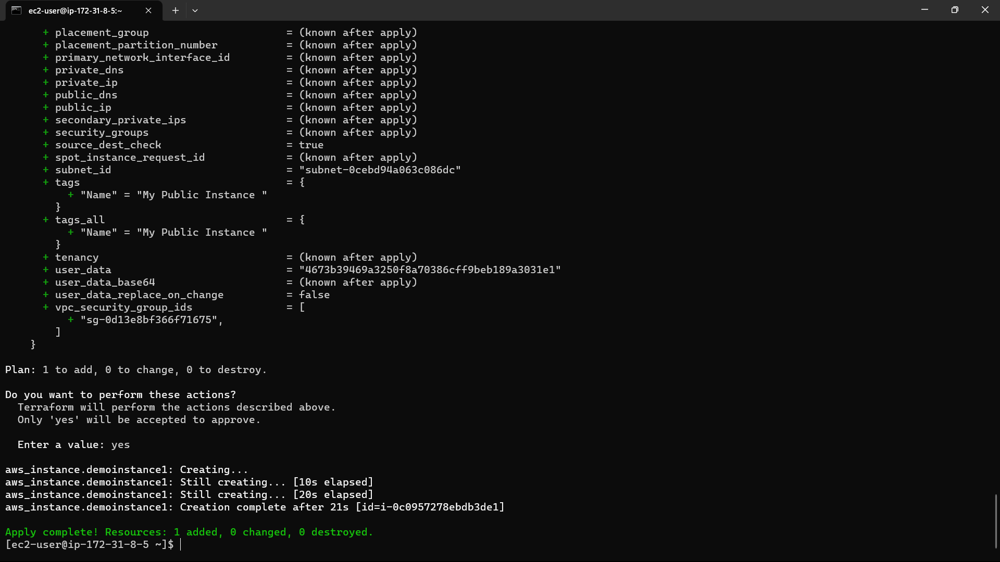 ec2-user@ip-172-31-8-5:~
+ placement_group = (known after apply)
+ placement_partition_number = (known after apply)
+ primary_network_interface_id = (known after apply)
+ private_dns = (known after apply)
+ private_ip = (known after apply)
+ public_dns = (known after apply)
+ public_ip = (known after apply)
+ secondary_private_ips = (known after apply)
+ security_groups = (known after apply)
+ source_dest_check = true
+ spot_instance_request_id = (known after apply)
+ subnet_id = "subnet-0cebd94a063c086dc"
+ tags = {
+ "Name" = "My Public Instance "
}
+ tags_all = {
+ "Name" = "My Public Instance "
}
+ tenancy = (known after apply)
+ user_data = "4673b39469a3250f8a70386cff9beb189a3031e1"
+ user_data_base64 = (known after apply)
+ user_data_replace_on_change = false
+ vpc_security_group_ids = [
+ "sg-0d13e8bf366f71675",
]
}
Plan: 1 to add, 0 to change, 0 to destroy.
Do you want to perform these actions?
Terraform will perform the actions described above.
Only 'yes' will be accepted to approve.
Enter a value: yes
aws_instance.demoinstance1: Creating...
aws_instance.demoinstance1: Still creating... [10s elapsed]
aws_instance.demoinstance1: Still creating... [20s elapsed]
aws_instance.demoinstance1: Creation complete after 21s [id=i-0c0957278ebdb3de1]
Apply complete! Resources: 1 added, 0 changed, 0 destroyed.
[ec2-user@ip-172-31-8-5 ~]$